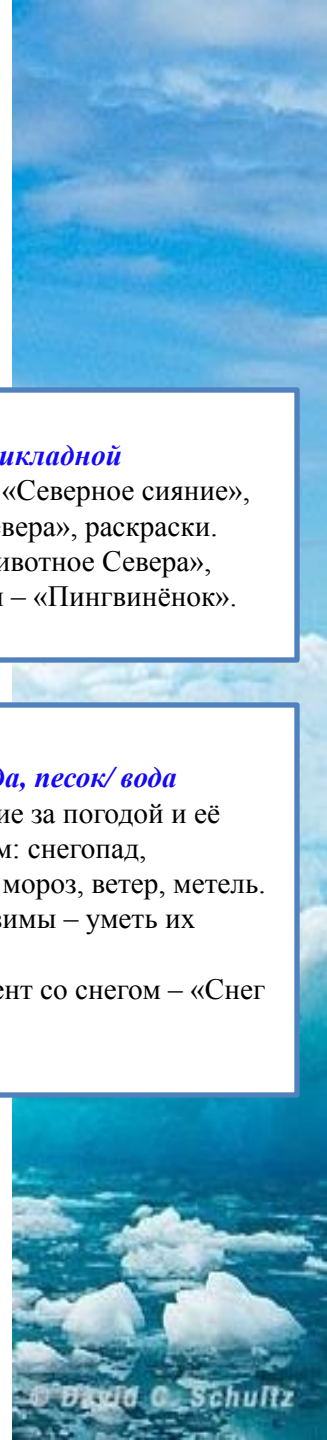 икладной
«Северное сияние»,
вера», раскраски.
ивотное Севера»,
– «Пингвинёнок».
да, песок/ вода
ие за погодой и её
м: снегопад,
мороз, ветер, метель.
зимы – уметь их
ент со снегом – «Снег
© David C. Schultz